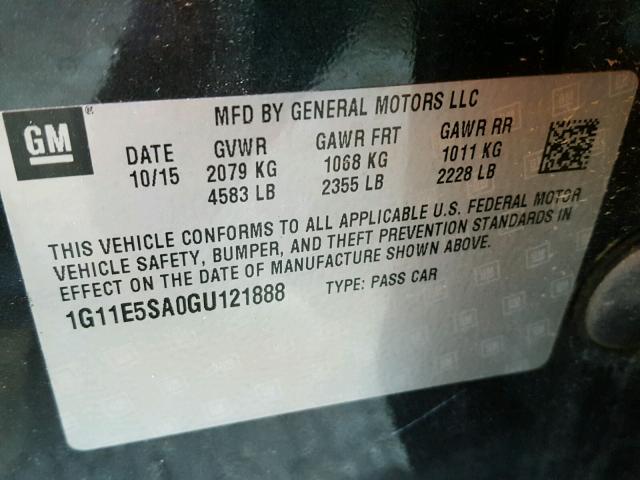 GM ®
MFD BY GENERAL MOTORS LLC
DATE GVWR GAWR FRT GAWR RR
10/15 2079 KG 1068 KG 1011 KG
4583 LB 2355 LB 2228 LB
THIS VEHICLE CONFORMS TO ALL APPLICABLE U.S. FEDERAL MOTOR
VEHICLE SAFETY, BUMPER, AND THEFT PREVENTION STANDARDS IN
EFFECT ON THE DATE OF MANUFACTURE SHOWN ABOVE.
1G11E5SA0GU121888 TYPE: PASS CAR